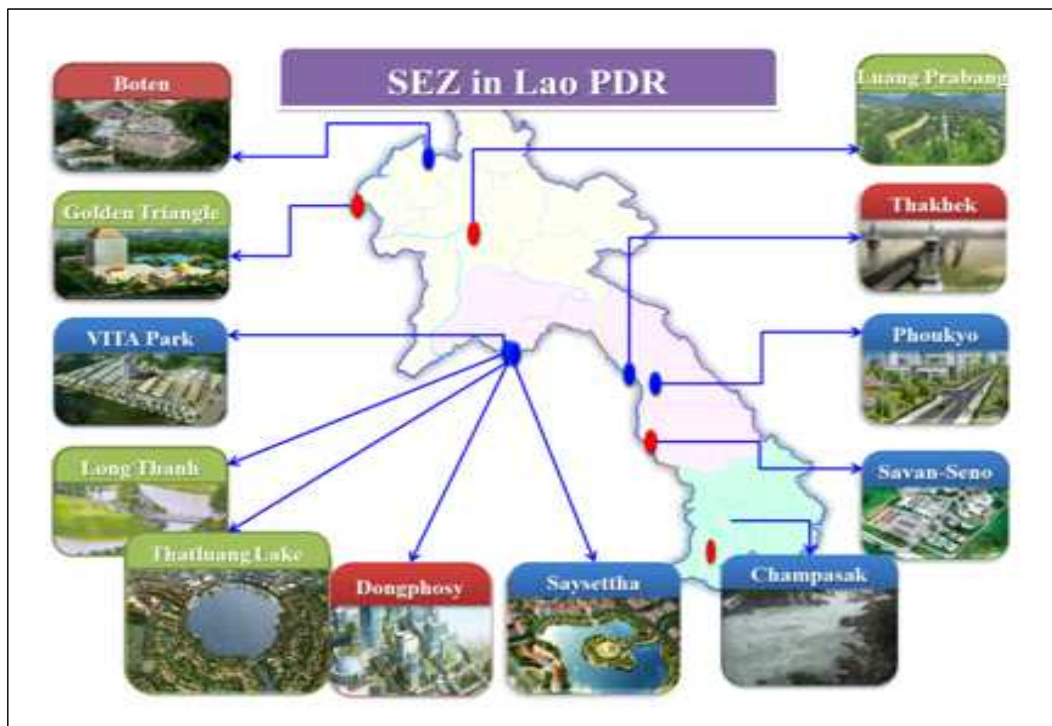 SEZ in Lao PDR
Boten
Luang Prabang
Golden Triangle
Thakhek
VITA Park
Phoukyo
Long Thanh
Savan-Seno
Thatluang Lake
Dongphosy
Saysettha
Champasak